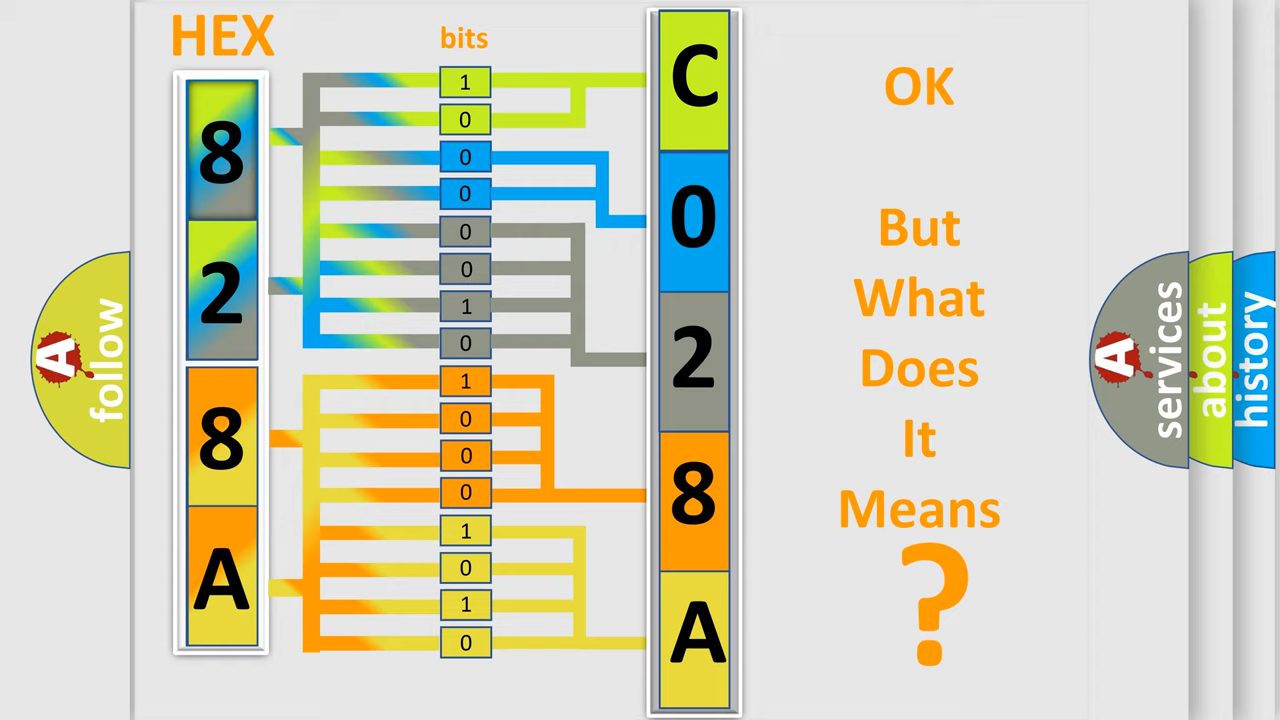 HEX
bits
8
2
8
A
1
0
0
0
0
0
1
0
1
0
0
0
1
0
1
0
C
0
2
8
A
OK
But
What
Does
It
Means
?
A
follow
A
services
about
history